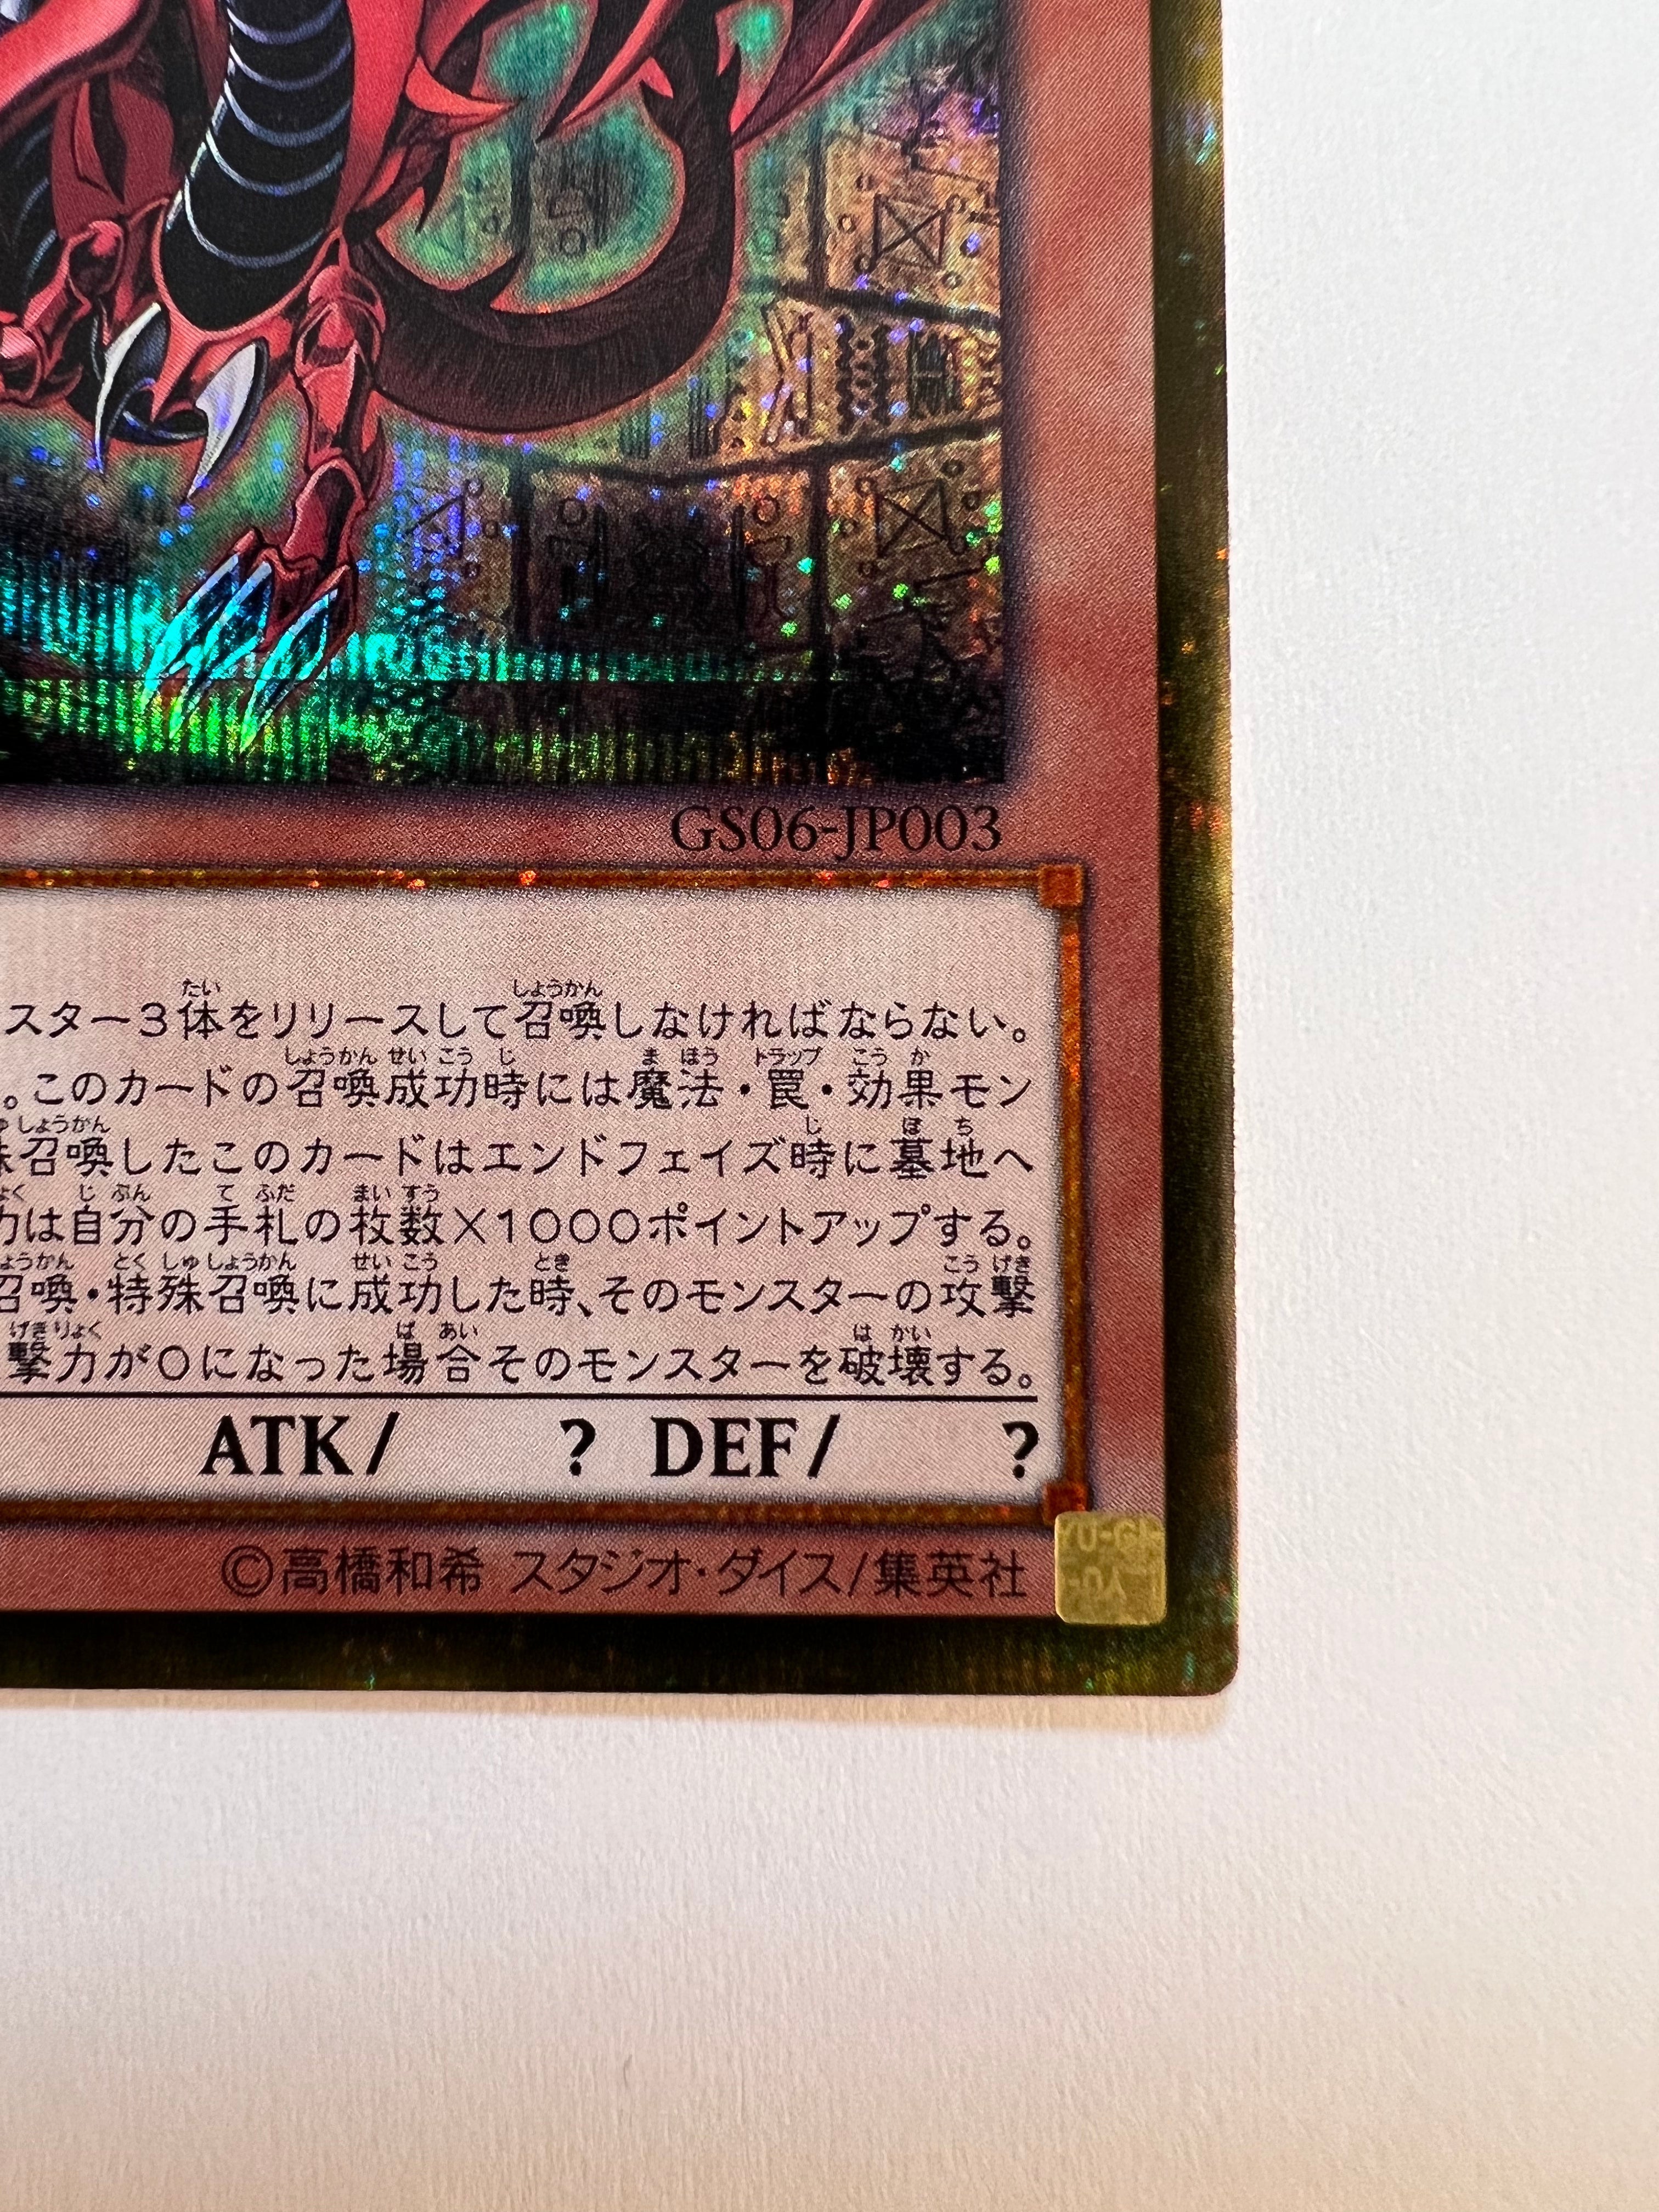 GS06-JP003
スター3体をリリースして召喚しなければならない。
。このカードの召喚成功時には魔法・罠・効果モン
殊召喚したこのカードはエンドフェイズ時に墓地へ
力は自分の手札の枚数×1000ポイントアップする。
召喚・特殊召喚に成功した時、そのモンスターの攻撃
撃力が0になった場合そのモンスターを破壊する。
ATK/ ? DEF/ ?
©高橋和希 スタジオ・ダイス/集英社